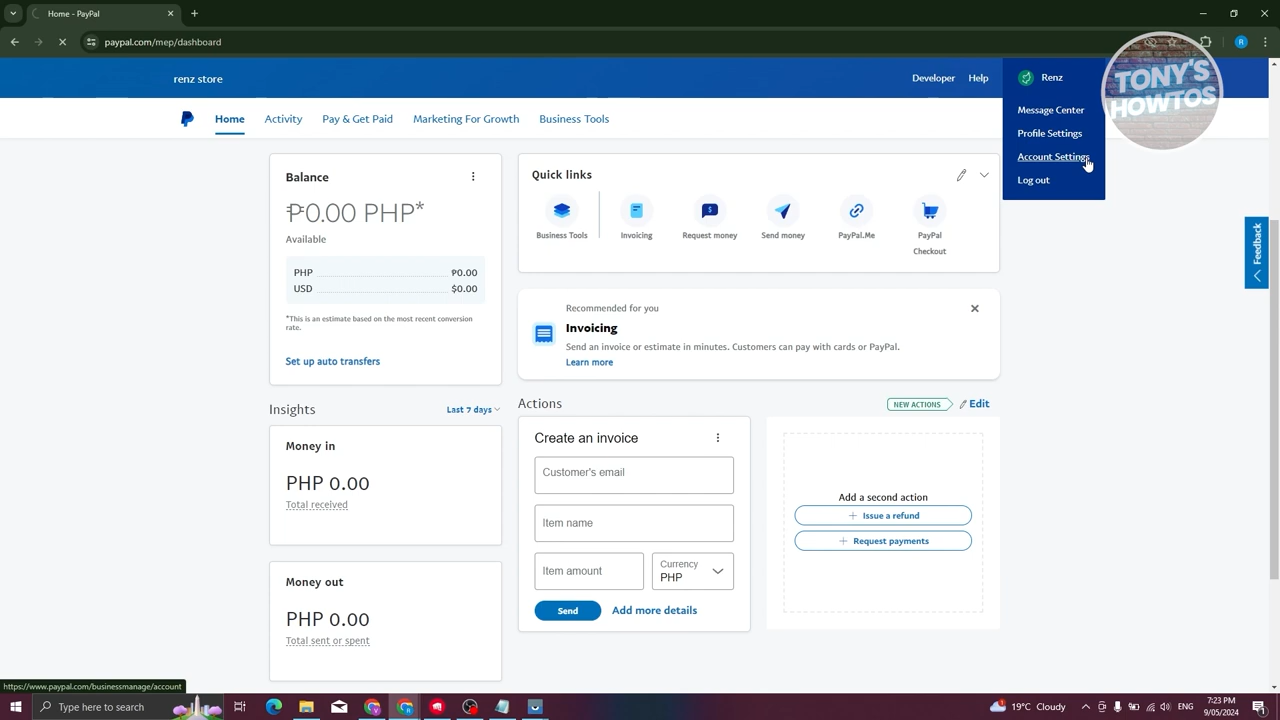 Home
paypal.com/mep/dashboard
R
renz store
Developer
Help
Renz
TONY'S
HOWTOS
Message Center
Profile Settings
Account Settings
Log out
Home
Activity
Pay & Get Paid
Marketing For Growth
Business Tools
Balance
₱0.00 PHP*
Available
PHP ₱0.00
USD $0.00
*This is an estimate based on the most recent conversion
rate.
Set up auto transfers
Quick links
Business Tools
Invoicing
Request money
Send money
PayPal.Me
PayPal
Checkout
Feedback
Recommended for you
Invoicing
Send an invoice or estimate in minutes. Customers can pay with cards or PayPal.
Learn more
Insights
Last 7 days
Money in
PHP 0.00
Total received
Money out
PHP 0.00
Total sent or spent
Actions
NEW ACTIONS
Edit
Create an invoice
Customer's email
Item name
Item amount
Currency
PHP
Send
Add more details
Add a second action
+ Issue a refund
+ Request payments
https://www.paypal.com/businessmanage/account
Type here to search
19°C Cloudy
7:23 PM
9/05/2024